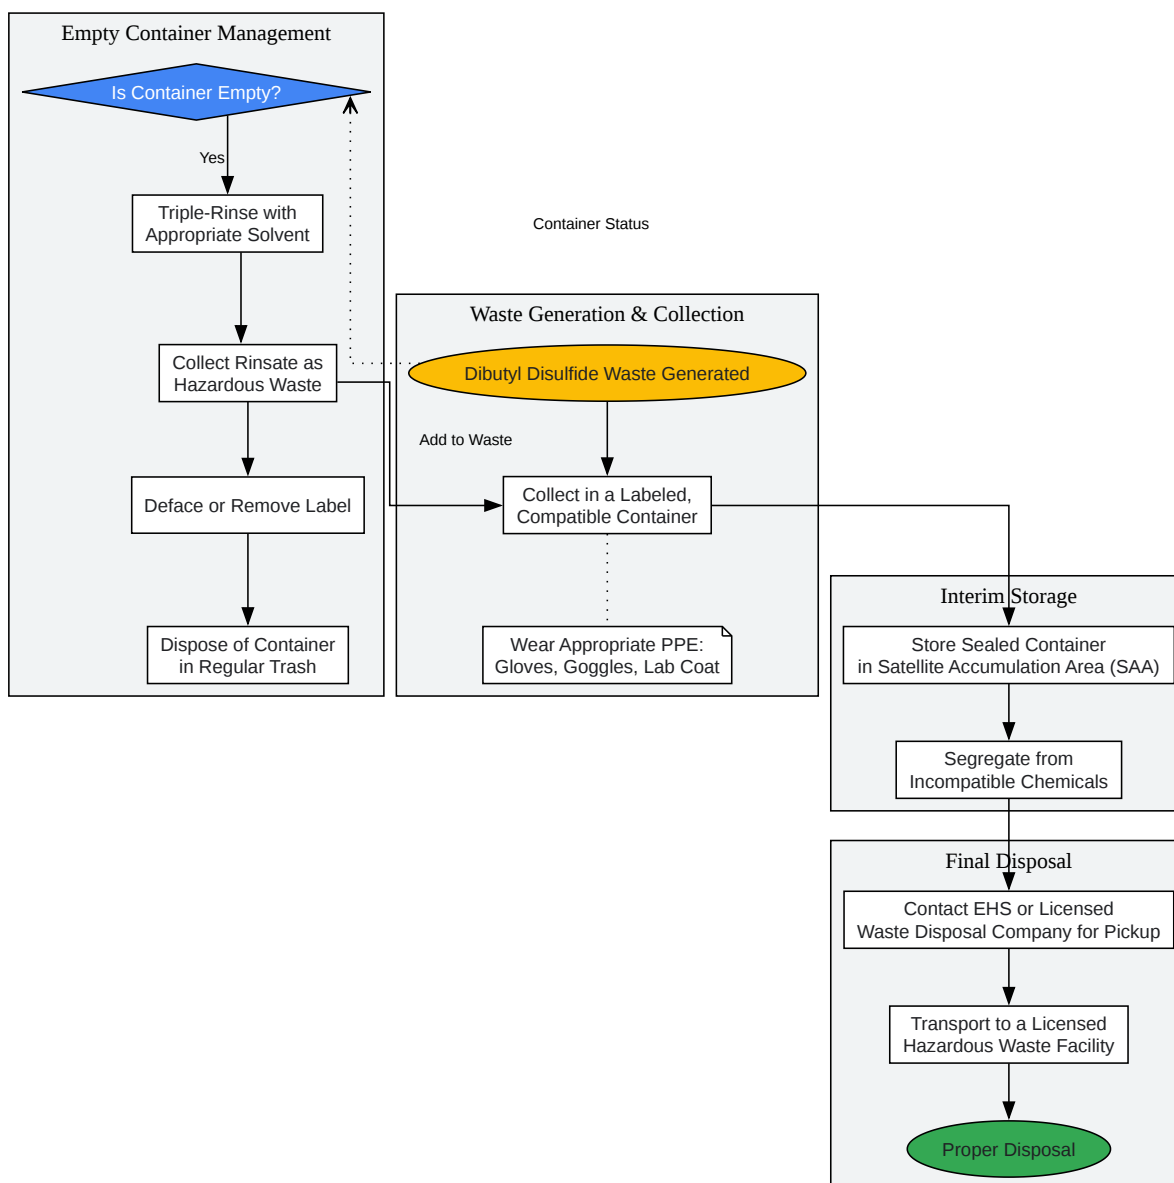 Empty Container Management
Is Container Empty?
Yes
Triple-Rinse with
Appropriate Solvent
Collect Rinsate as
Hazardous Waste
Deface or Remove Label
Dispose of Container
in Regular Trash
Container Status
Waste Generation & Collection
Dibutyl Disulfide Waste Generated
Add to Waste
Collect in a Labeled,
Compatible Container
Wear Appropriate PPE:
Gloves, Goggles, Lab Coat
Interim Storage
Store Sealed Container
in Satellite Accumulation Area (SAA)
Segregate from
Incompatible Chemicals
Final Disposal
Contact EHS or Licensed
Waste Disposal Company for Pickup
Transport to a Licensed
Hazardous Waste Facility
Proper Disposal